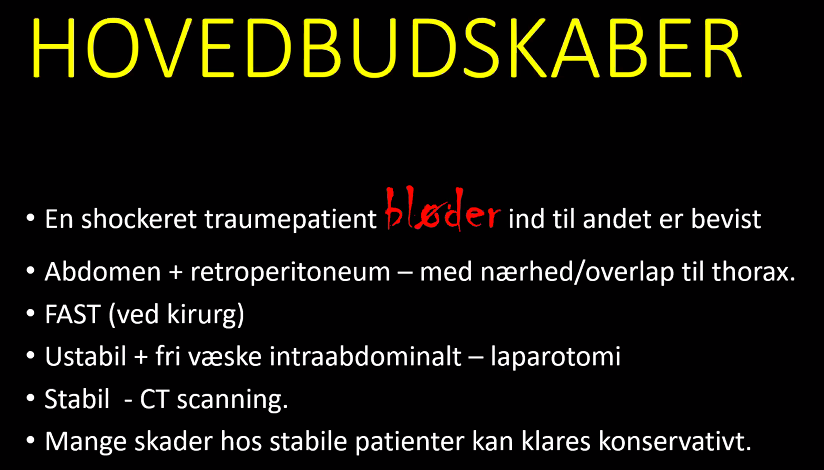 HOVEDBUDSKABER
• En shockeret traumepatient bløder ind til andet er bevist
• Abdomen + retroperitoneum – med nærhed/overlap til thorax.
• FAST (ved kirurg)
• Ustabil + fri væske intraabdominalt – laparotomi
• Stabil - CT scanning.
• Mange skader hos stabile patienter kan klares konservativt.